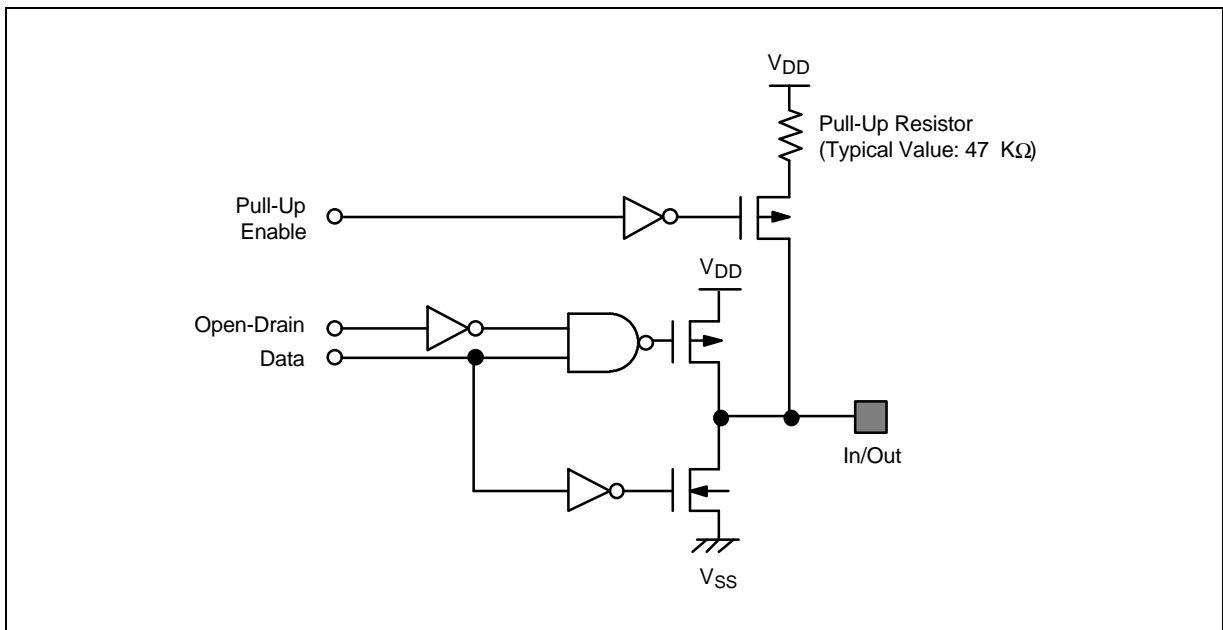 VDD
Pull-Up Resistor
(Typical Value: 47 KΩ)
Pull-Up
Enable
VDD
Open-Drain
Data
In/Out
VSS